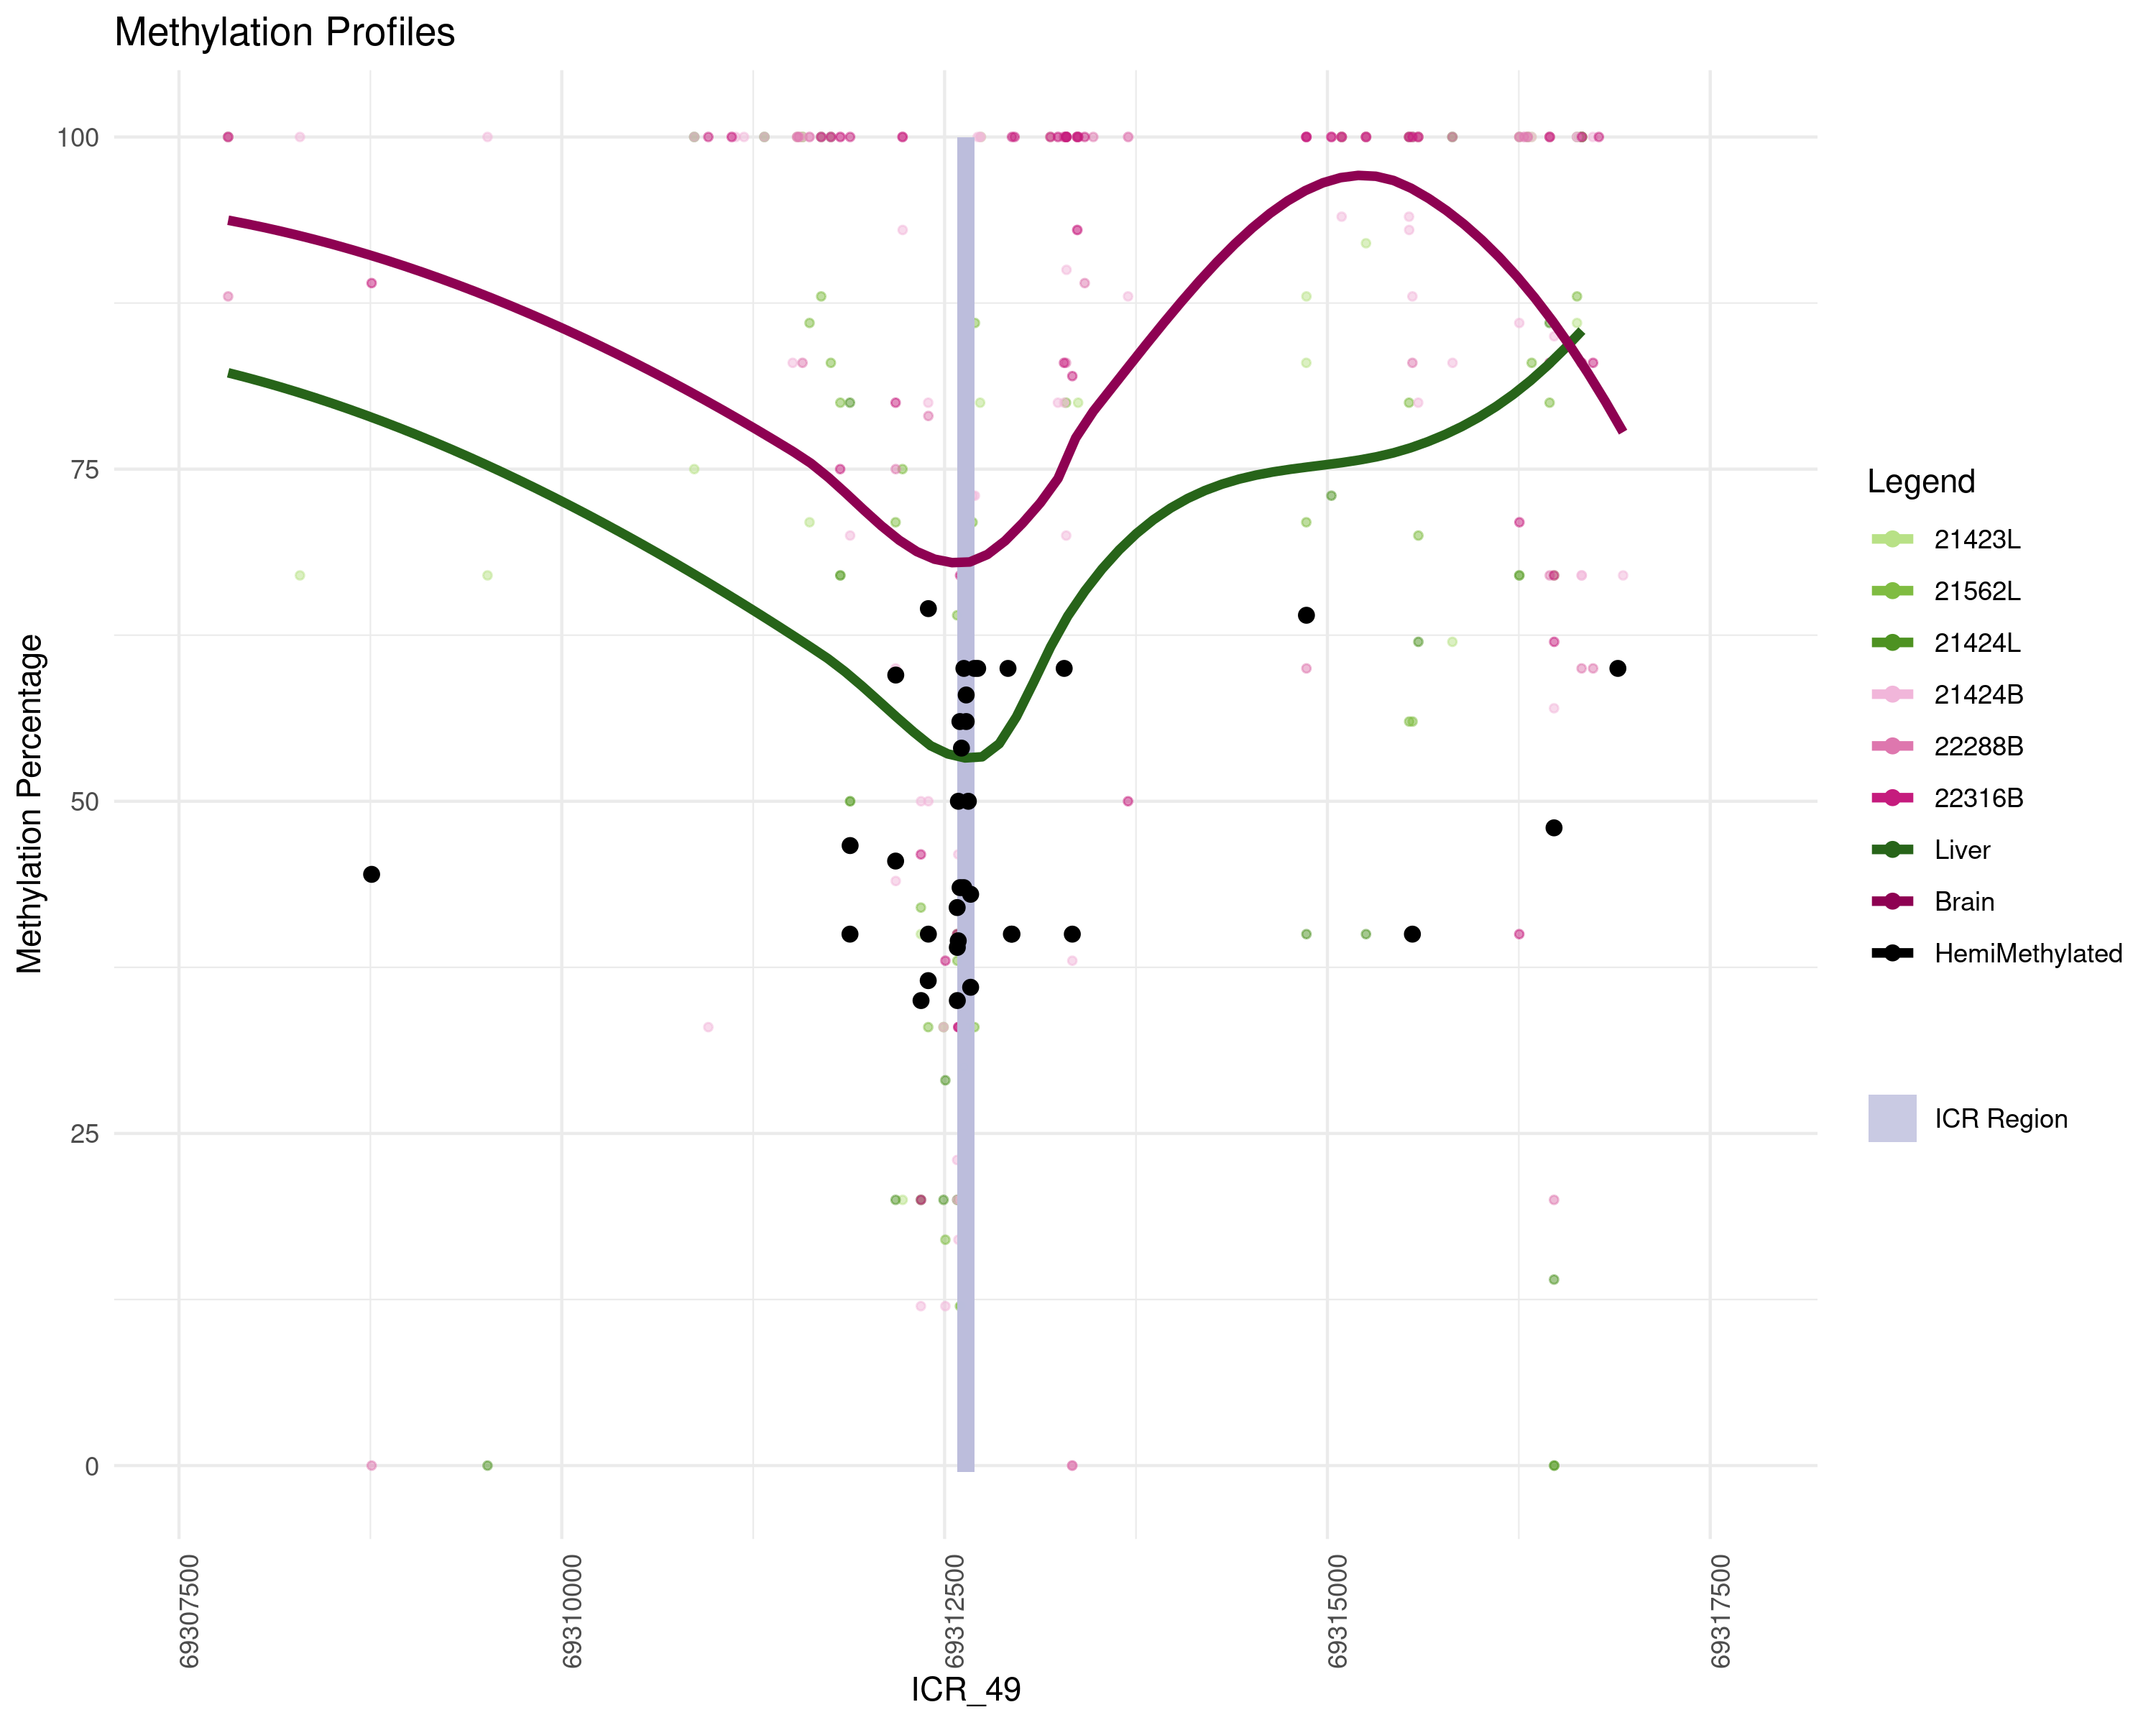 Methylation Profiles
Methylation Percentage
100
75
50
25
0
69307500
69310000
69312500
69315000
69317500
ICR_49
Legend
21423L
21562L
21424L
21424B
22288B
22316B
Liver
Brain
HemiMethylated
ICR Region